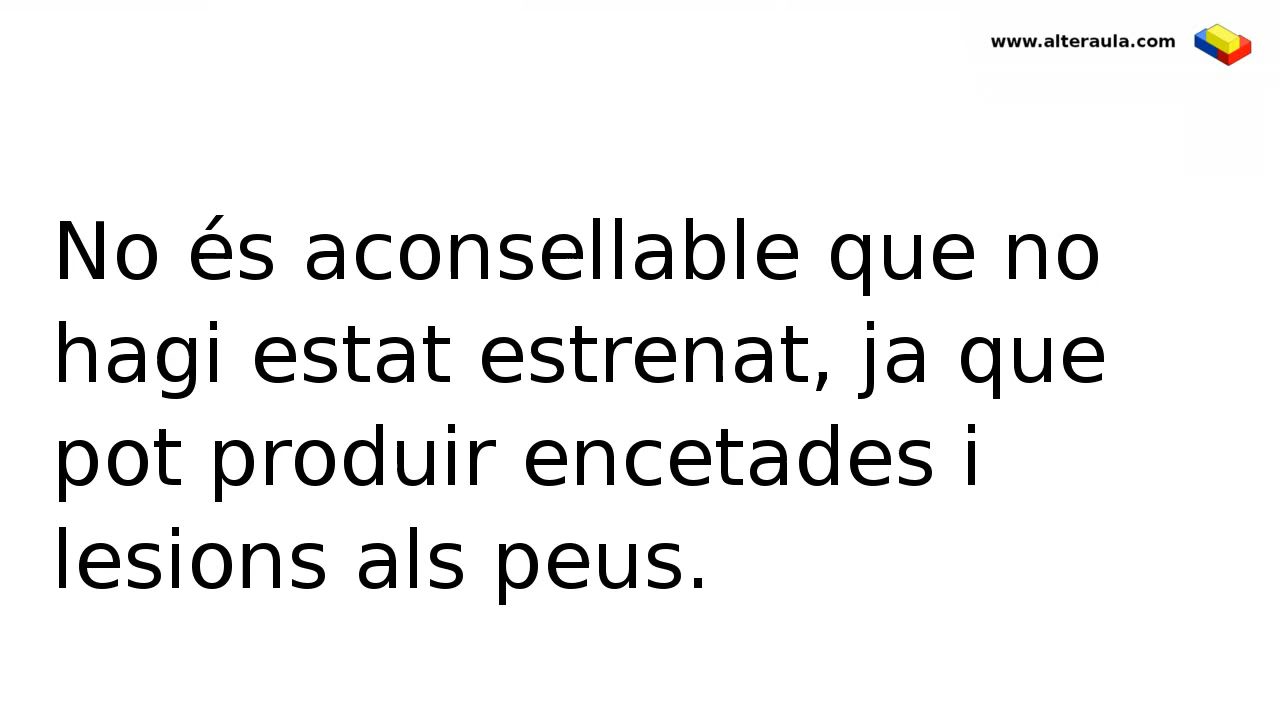 www.alteraula.com
No és aconsellable que no
hagi estat estrenat, ja que
pot produir encetades i
lesions als peus.